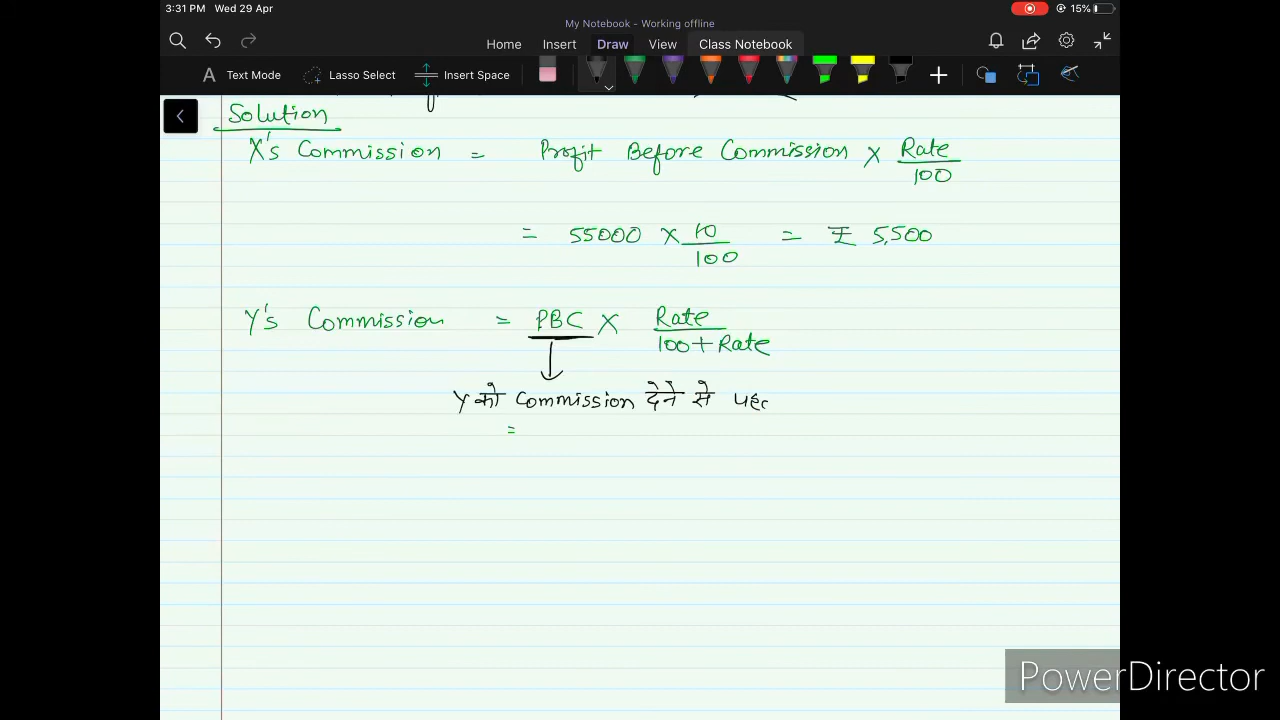 3:31 PM Wed 29 Apr
15%
My Notebook - Working offline
Home Insert Draw View Class Notebook
A Text Mode Lasso Select Insert Space
Solution
X's Commission = Profit Before Commission × Rate/100
= 55000 × 10/100 = ₹ 5,500
Y's Commission = PBC × Rate/100+Rate
Y को Commission देने से
=
PowerDirector